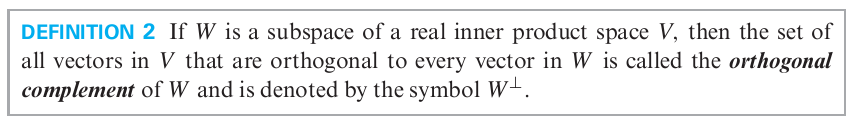 DEFINITION 2 If W is a subspace of a real inner product space V, then the set of
all vectors in V that are orthogonal to every vector in W is called the orthogonal
complement of W and is denoted by the symbol W⊥.